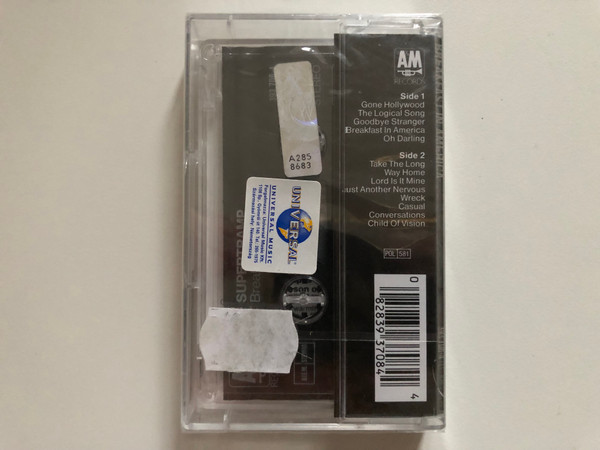 AM
RECORDS
Side 1
Gone Hollywood
The Logical Song
Goodbye Stranger
Breakfast In America
Oh Darling
Side 2
Take The Long
Way Home
Lord Is It Mine
Just Another Nervous
Wreck
Casual
Conversations
Child Of Vision
POL 581
0 82839 37084 4
A285
8683
UNIVERSAL
UNIVERSAL MUSIC
SUPERTRAMP